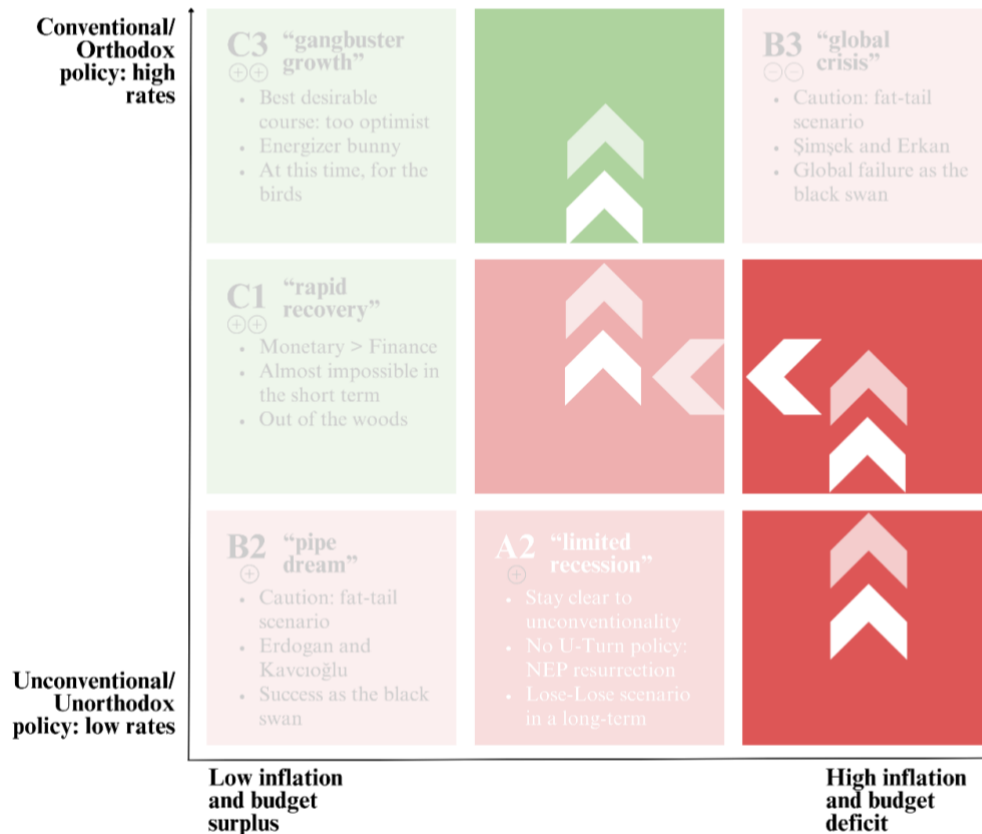 Conventional/
Orthodox
policy: high
rates
C3 “gangbuster
growth”
++
• Best desirable
course: too optimist
• Energizer bunny
• At this time, for the
birds
B3 “global
crisis”
−−
• Caution: fat-tail
scenario
• Şimşek and Erkan
• Global failure as the
black swan
C1 “rapid
recovery”
++
• Monetary > Finance
• Almost impossible in
the short term
• Out of the woods
B2 “pipe
dream”
+
• Caution: fat-tail
scenario
• Erdogan and
Kavcıoğlu
• Success as the black
swan
A2 “limited
recession”
+
• Stay clear to
unconventionality
• No U-Turn policy:
NEP resurrection
• Lose-Lose scenario
in a long-term
Unconventional/
Unorthodox
policy: low rates
Low inflation
and budget
surplus
High inflation
and budget
deficit